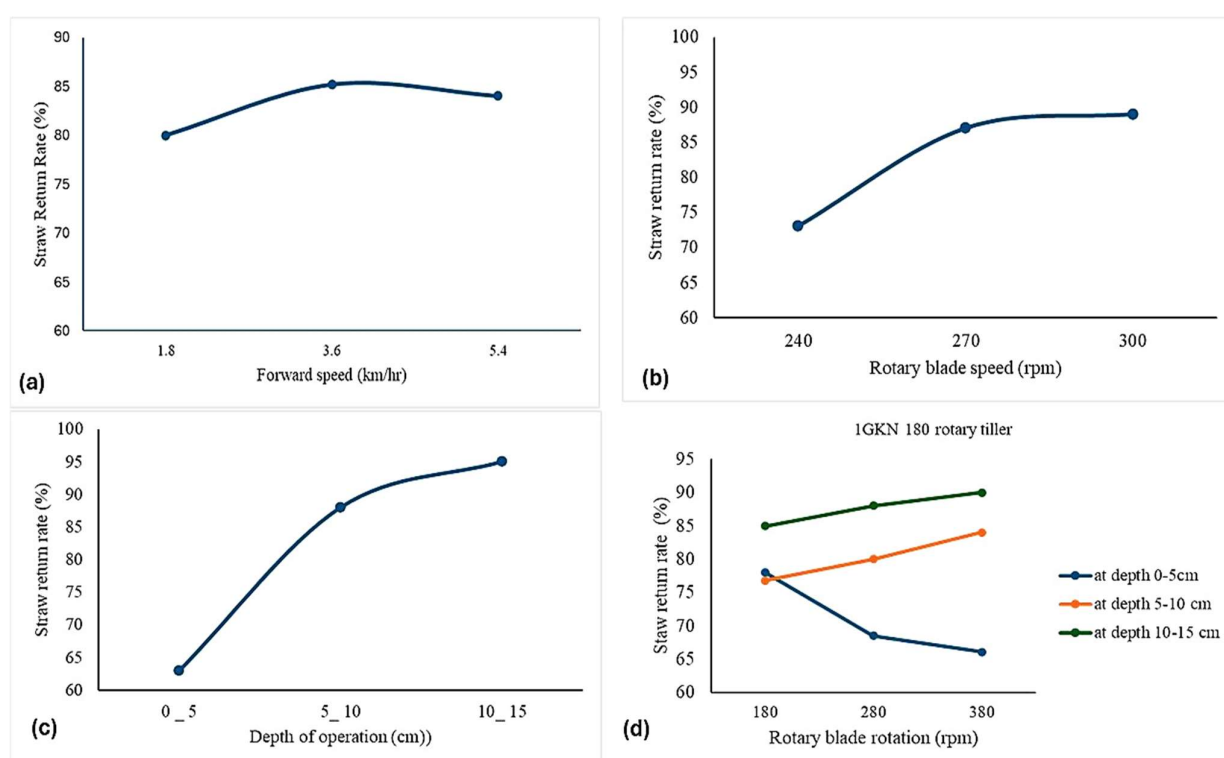 90
85
80
75
70
65
60
Straw Return Rate (%)
1.8 3.6 5.4
Forward speed (km/hr)
(a)
100
95
90
85
80
75
70
65
60
Straw return rate (%)
240 270 300
Rotary blade speed (rpm)
(b)
100
95
90
85
80
75
70
65
60
Straw return rate (%)
0 _ 5 5_ 10 10_ 15
Depth of operation (cm))
(c)
1GKN 180 rotary tiller
95
90
85
80
75
70
65
60
Staw return rate (%)
180 280 380
Rotary blade rotation (rpm)
at depth 0-5cm
at depth 5-10 cm
at depth 10-15 cm
(d)